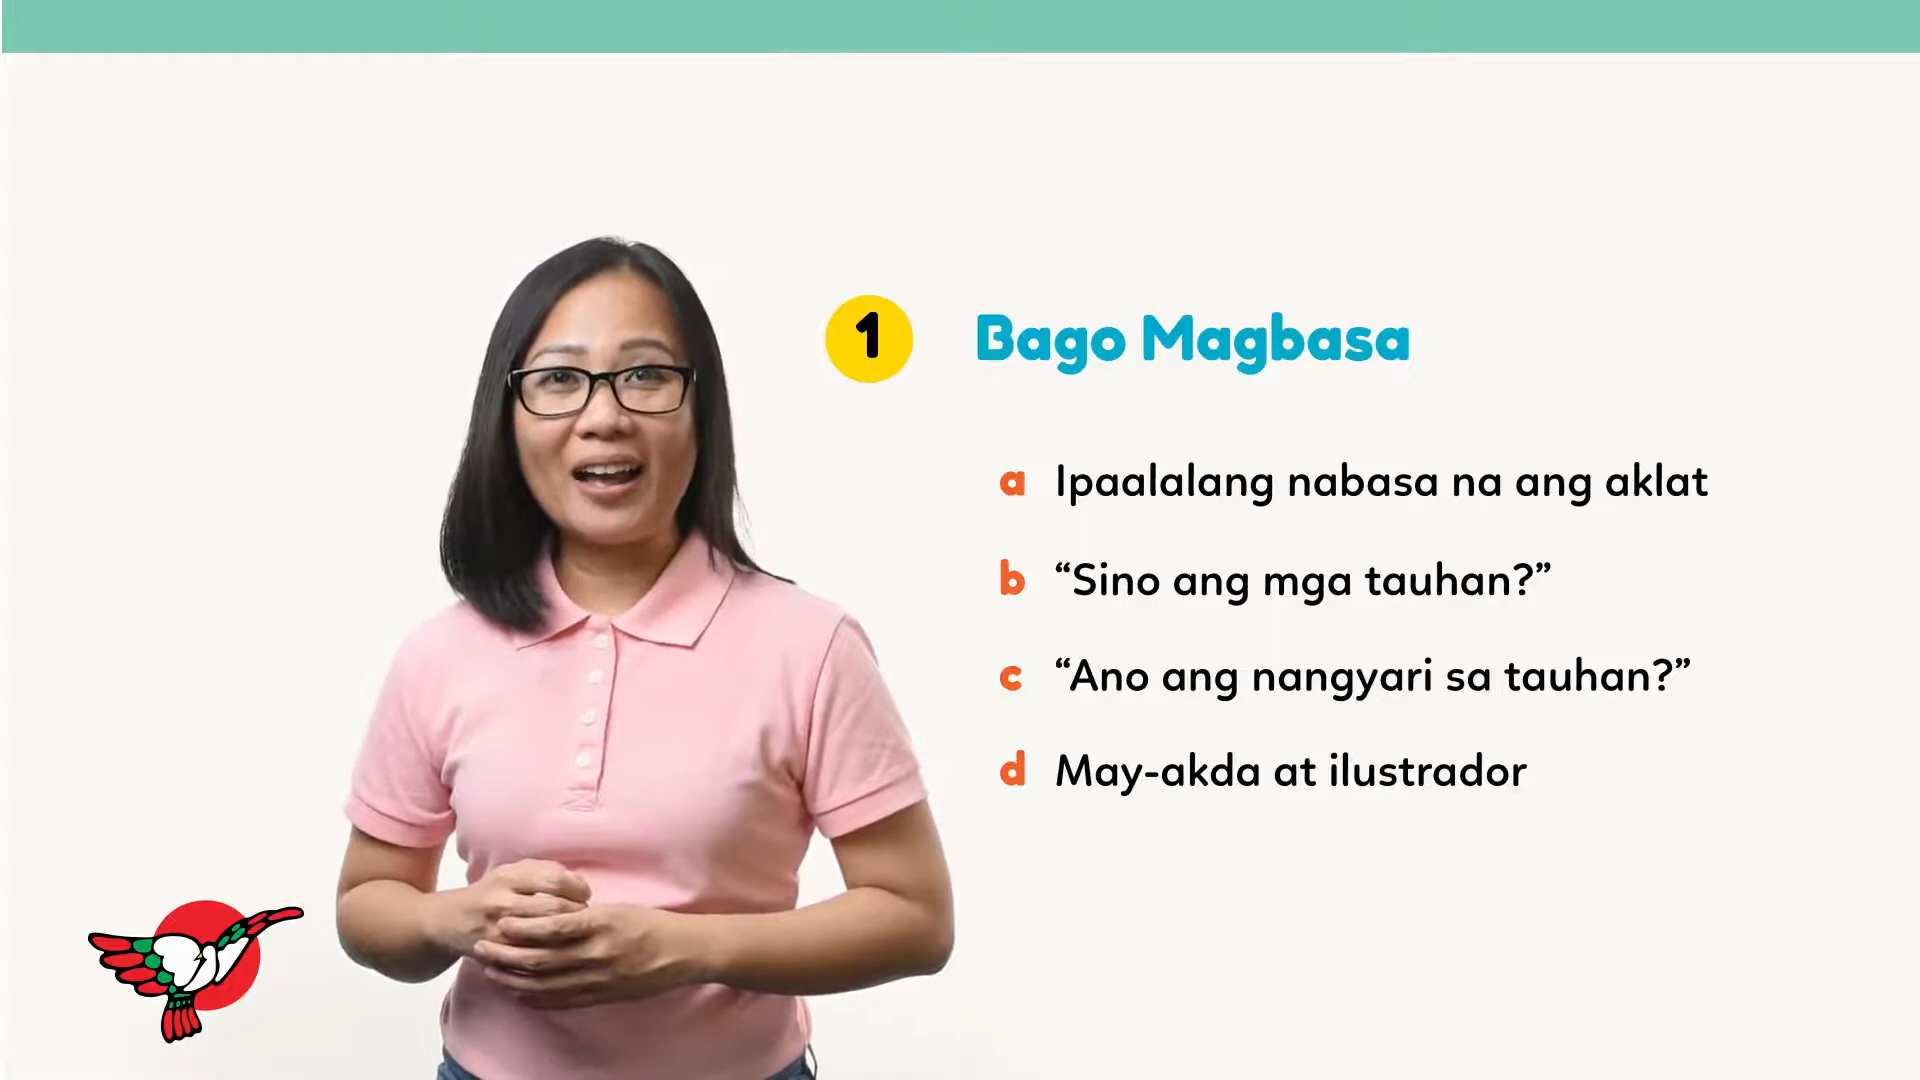 1 Bago Magbasa
a Ipaalalang nabasa na ang aklat
b “Sino ang mga tauhan?”
c “Ano ang nangyari sa tauhan?”
d May-akda at ilustrador